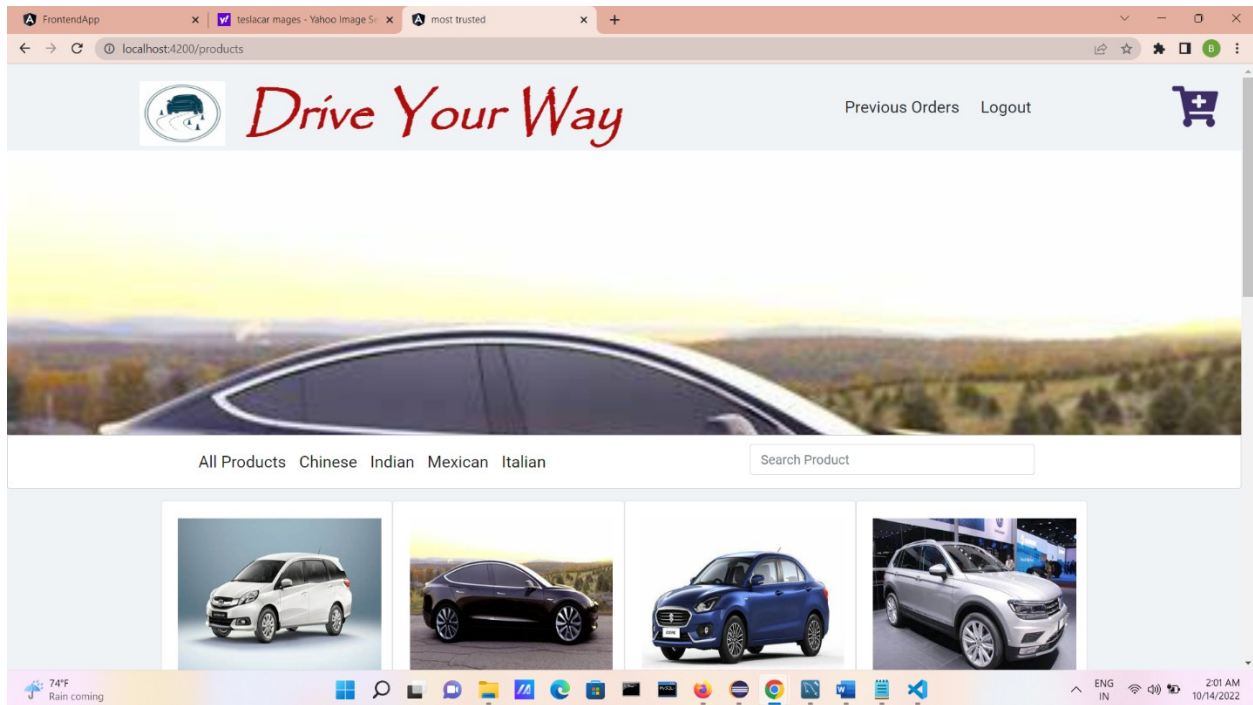 FrontendApp
teslacar mages - Yahoo Image Se
most trusted
localhost:4200/products
B
Drive Your Way
Previous Orders Logout
All Products Chinese Indian Mexican Italian
Search Product
74°F
Rain coming
ENG
IN
2:01 AM
10/14/2022